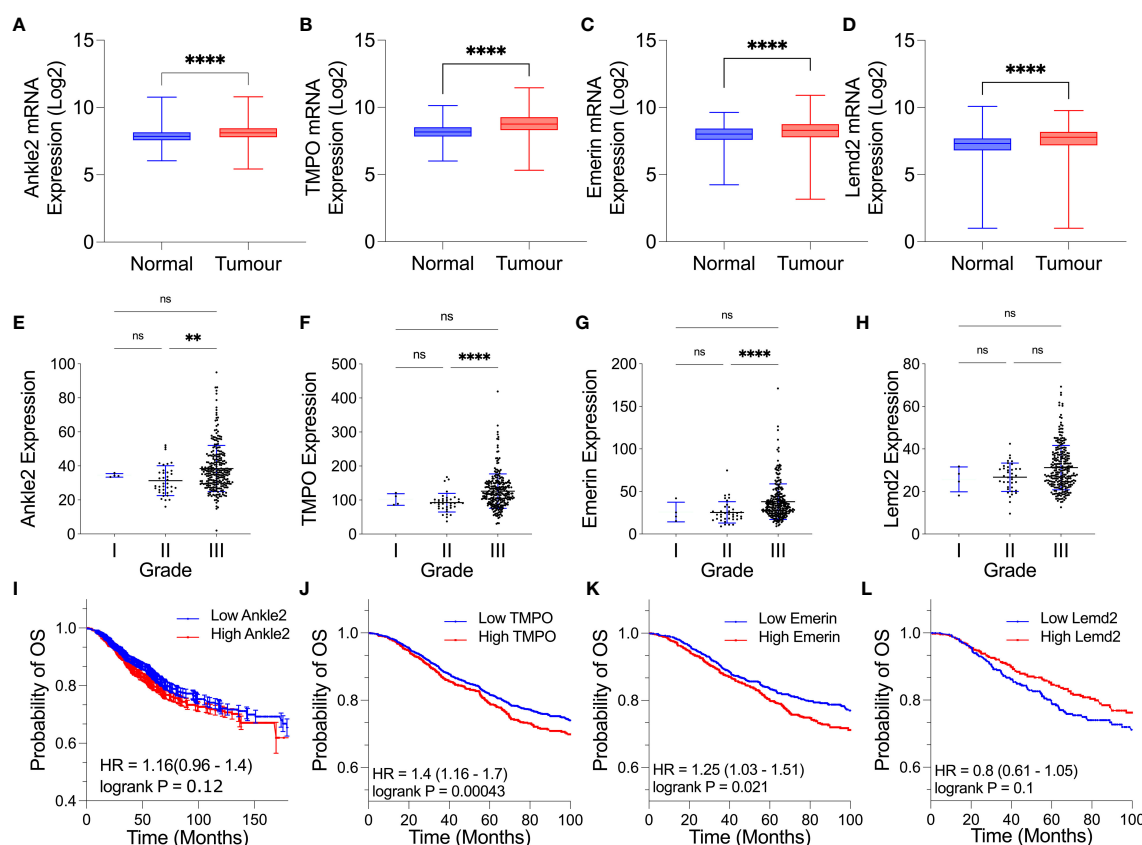 A
Ankle2 mRNA
Expression (Log2)
15
10
5
0
****
Normal Tumour
B
TMPO mRNA
Expression (Log2)
15
10
5
0
****
Normal Tumour
C
Emerin mRNA
Expression (Log2)
15
10
5
0
****
Normal Tumour
D
Lemd2 mRNA
Expression (Log2)
15
10
5
0
****
Normal Tumour
E
Ankle2 Expression
100
80
60
40
20
0
ns
ns **
I II III
Grade
F
TMPO Expression
500
400
300
200
100
0
ns
ns ****
I II III
Grade
G
Emerin Expression
200
150
100
50
0
ns
ns ****
I II III
Grade
H
Lemd2 Expression
80
60
40
20
0
ns
ns ns
I II III
Grade
I
Probability of OS
1.0
0.8
0.6
0.4
Low Ankle2
High Ankle2
HR = 1.16(0.96 - 1.4)
logrank P = 0.12
0 50 100 150
Time (Months)
J
Probability of OS
1.0
0.8
0.6
Low TMPO
High TMPO
HR = 1.4 (1.16 - 1.7)
logrank P = 0.00043
0 20 40 60 80 100
Time (Months)
K
Probability of OS
1.0
0.8
0.6
Low Emerin
High Emerin
HR = 1.25 (1.03 - 1.51)
logrank P = 0.021
0 20 40 60 80 100
Time (Months)
L
Probability of OS
1.0
0.8
0.6
Low Lemd2
High Lemd2
HR = 0.8 (0.61 - 1.05)
logrank P = 0.1
0 20 40 60 80 100
Time (Months)